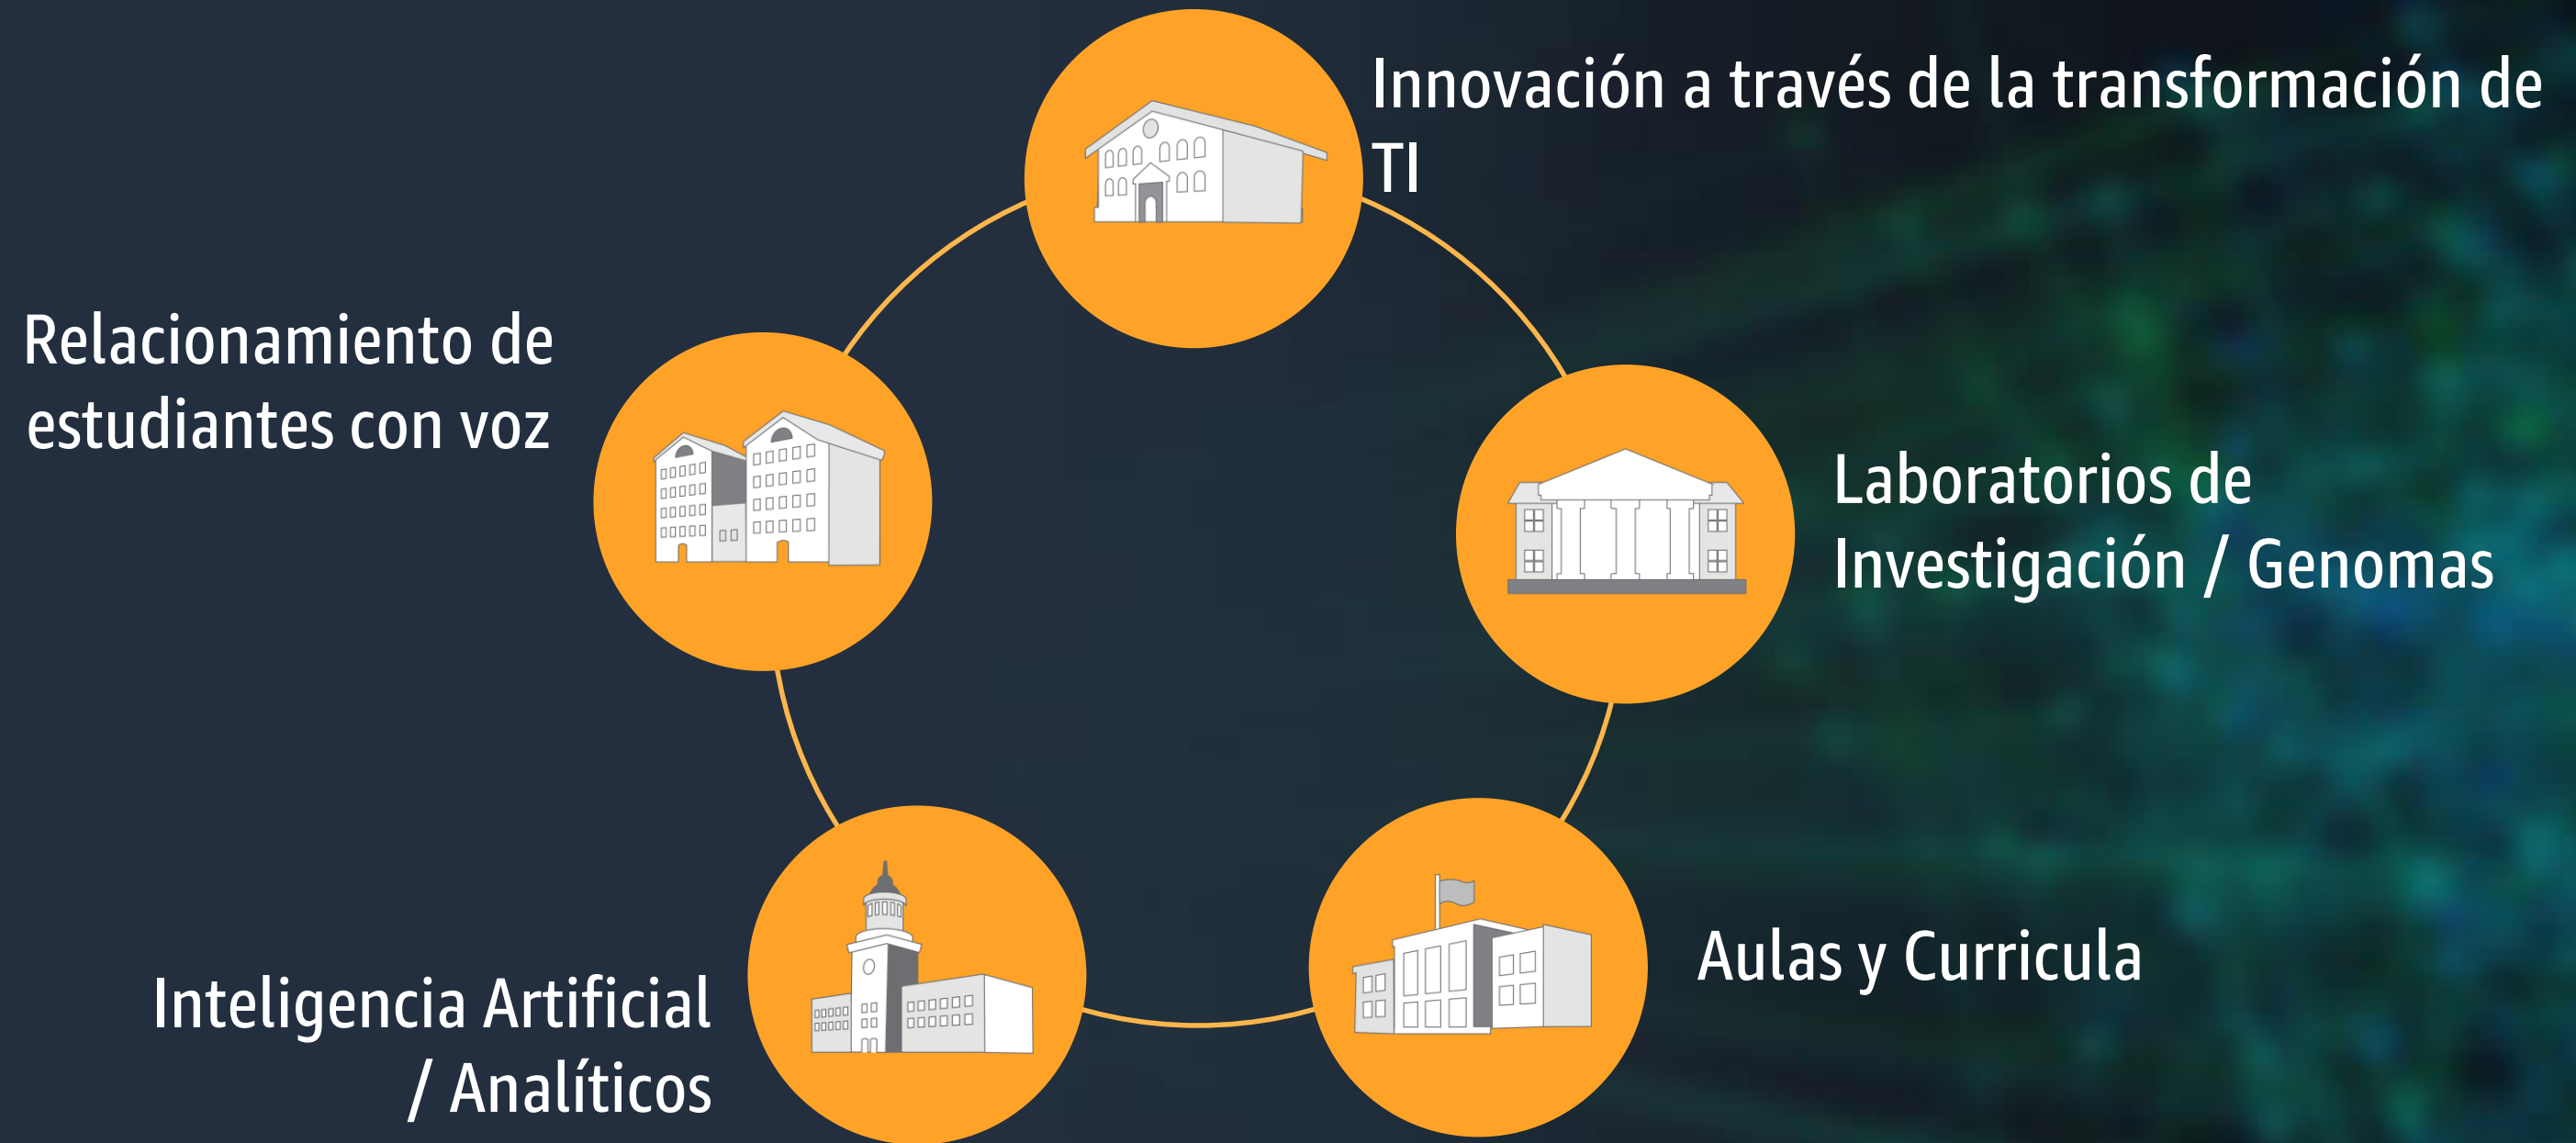 Innovación a través de la transformación de
TI
Relacionamiento de
estudiantes con voz
Laboratorios de
Investigación / Genomas
Aulas y Curricula
Inteligencia Artificial
/ Analíticos